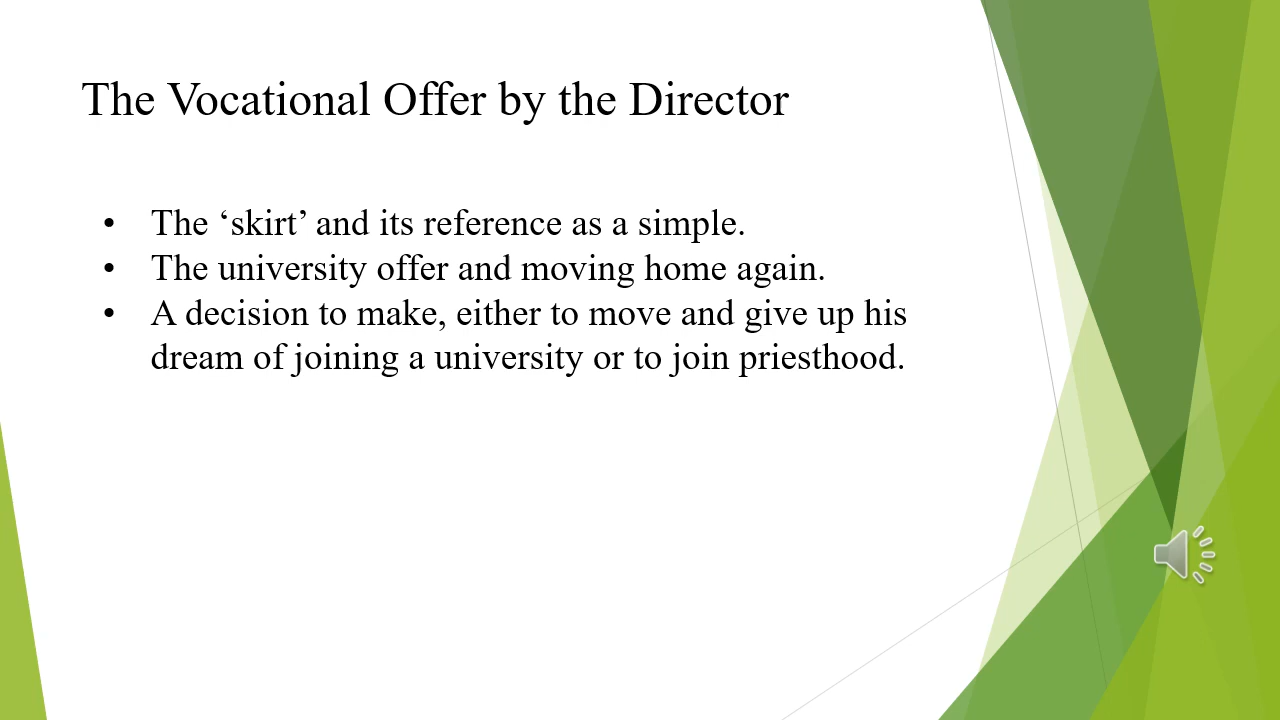 The Vocational Offer by the Director
• The ‘skirt’ and its reference as a simple.
• The university offer and moving home again.
• A decision to make, either to move and give up his
dream of joining a university or to join priesthood.